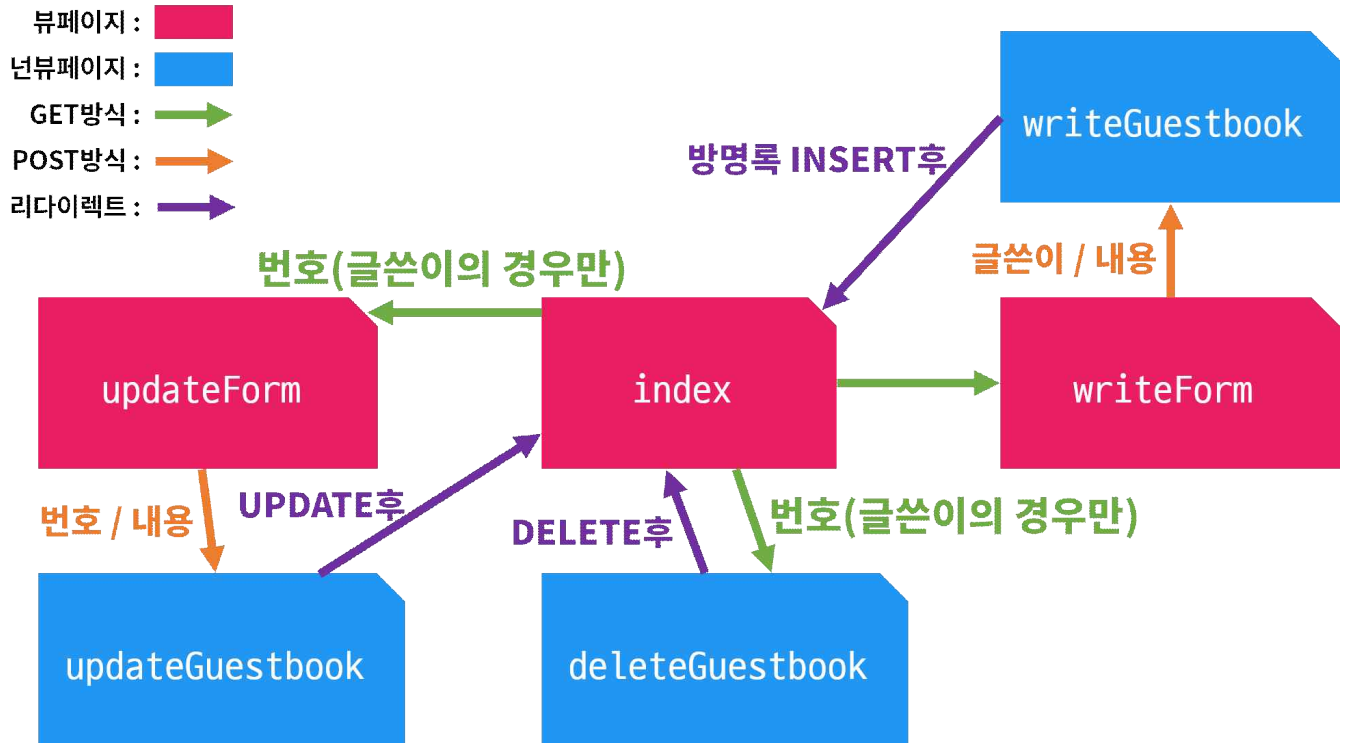 뷰페이지 :
넌뷰페이지 :
GET방식 :
POST방식 :
리다이렉트 :
writeGuestbook
방명록 INSERT후
글쓴이 / 내용
번호(글쓴이의 경우만)
updateForm
index
writeForm
번호 / 내용
UPDATE후
DELETE후
번호(글쓴이의 경우만)
updateGuestbook
deleteGuestbook